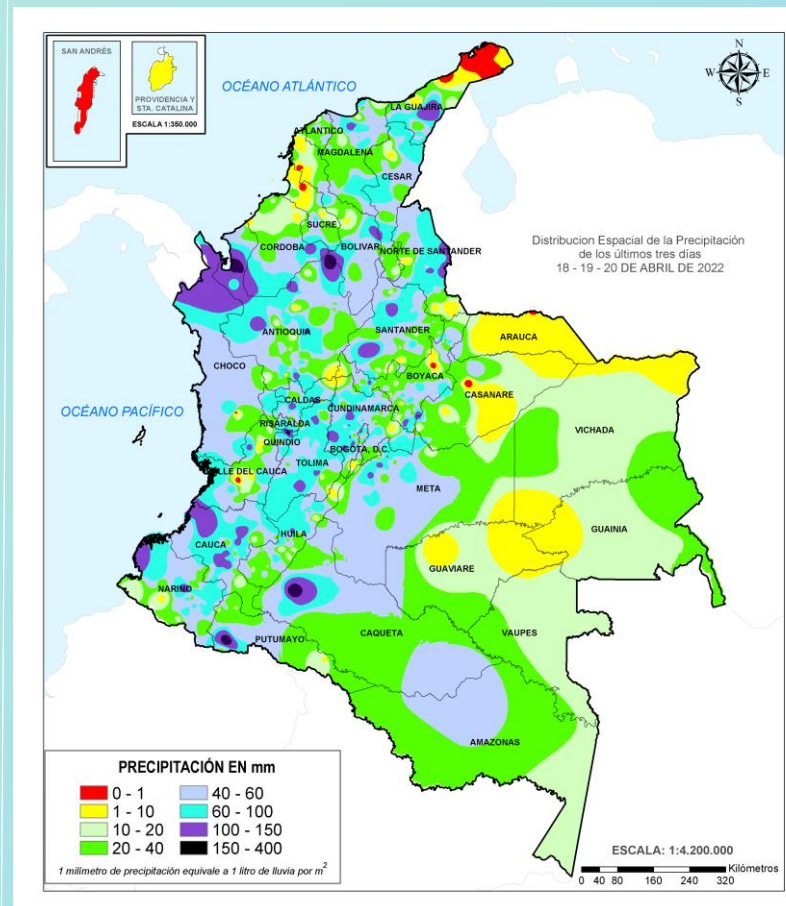 SAN ANDRÉS
PROVIDENCIA Y
STA. CATALINA
ESCALA 1:350.000
OCÉANO ATLÁNTICO
N
W
E
S
LA GUAJIRA
ATLANTICO
MAGDALENA
CESAR
SUCRE
CORDOBA
BOLIVAR
NORTE DE SANTANDER
Distribucion Espacial de la Precipitación
de los últimos tres días
18 - 19 - 20 DE ABRIL DE 2022
ANTIOQUIA
SANTANDER
ARAUCA
CHOCO
BOYACA
CASANARE
OCÉANO PACÍFICO
CALDAS
CUNDINAMARCA
RISARALDA
VICHADA
QUINDIO
BOGOTA, D.C.
TOLIMA
VALLE DEL CAUCA
META
GUAINIA
HUILA
CAUCA
GUAVIARE
NARIÑO
PUTUMAYO
CAQUETA
VAUPES
AMAZONAS
PRECIPITACIÓN EN mm
0 - 1
40 - 60
1 - 10
60 - 100
10 - 20
100 - 150
20 - 40
150 - 400
1 milímetro de precipitación equivale a 1 litro de lluvia por m²
ESCALA: 1:4.200.000
Kilómetros
0 40 80 160 240 320